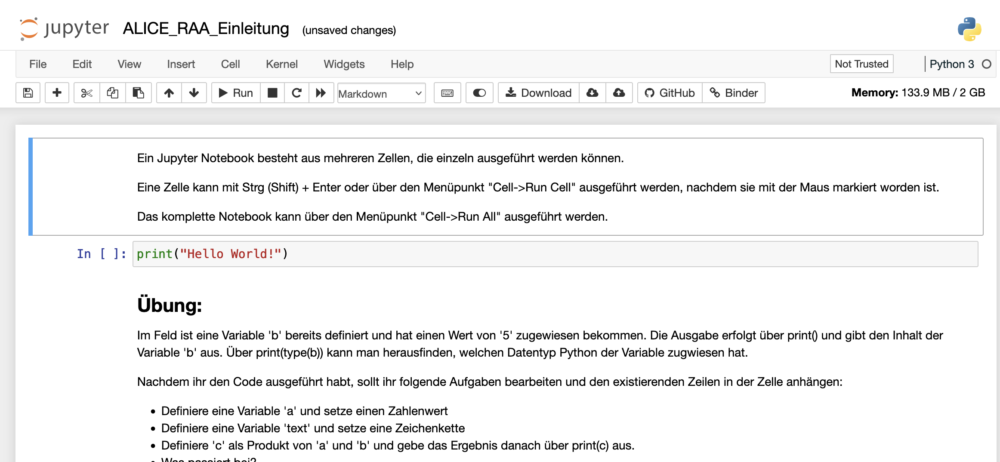 jupyter ALICE_RAA_Einleitung (unsaved changes)
File Edit View Insert Cell Kernel Widgets Help Not Trusted Python 3
Run Markdown Download GitHub Binder Memory: 133.9 MB / 2 GB
Ein Jupyter Notebook besteht aus mehreren Zellen, die einzeln ausgeführt werden können.
Eine Zelle kann mit Strg (Shift) + Enter oder über den Menüpunkt "Cell->Run Cell" ausgeführt werden, nachdem sie mit der Maus markiert worden ist.
Das komplette Notebook kann über den Menüpunkt "Cell->Run All" ausgeführt werden.
In [ ]: print("Hello World!")
Übung:
Im Feld ist eine Variable 'b' bereits definiert und hat einen Wert von '5' zugewiesen bekommen. Die Ausgabe erfolgt über print() und gibt den Inhalt der
Variable 'b' aus. Über print(type(b)) kann man herausfinden, welchen Datentyp Python der Variable zugwiesen hat.
Nachdem ihr den Code ausgeführt habt, sollt ihr folgende Aufgaben bearbeiten und den existierenden Zeilen in der Zelle anhängen:
• Definiere eine Variable 'a' und setze einen Zahlenwert
• Definiere eine Variable 'text' und setze eine Zeichenkette
• Definiere 'c' als Produkt von 'a' und 'b' und gebe das Ergebnis danach über print(c) aus.
• Was passiert bei?